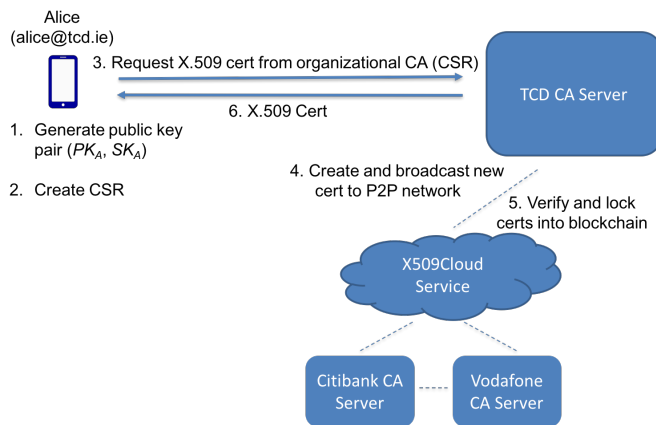 Alice
(alice@tcd.ie)
3. Request X.509 cert from organizational CA (CSR)
TCD CA Server
6. X.509 Cert
1. Generate public key
pair (PKA, SKA)
2. Create CSR
4. Create and broadcast new
cert to P2P network
5. Verify and lock
certs into blockchain
X509Cloud
Service
Citibank CA
Server
Vodafone
CA Server